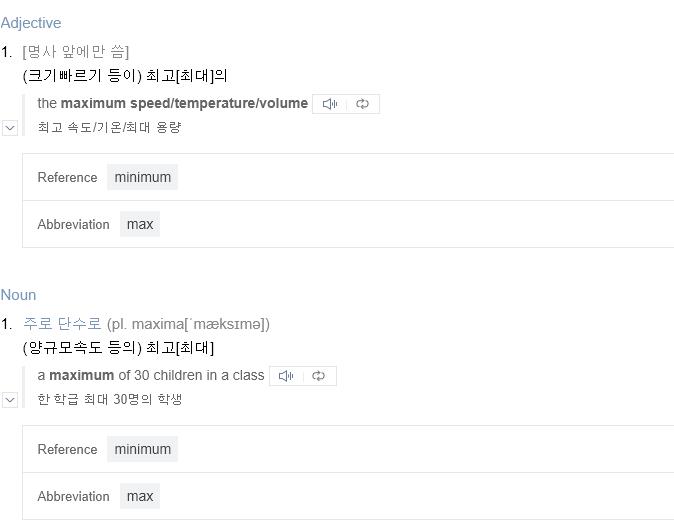 Adjective
1. [명사 앞에만 씀]
(크기빠르기 등이) 최고[최대]의
the maximum speed/temperature/volume
최고 속도/기온/최대 용량
Reference minimum
Abbreviation max
Noun
1. 주로 단수로 (pl. maxima[ˈmæksɪmə])
(양규모속도 등의) 최고[최대]
a maximum of 30 children in a class
한 학급 최대 30명의 학생
Reference minimum
Abbreviation max